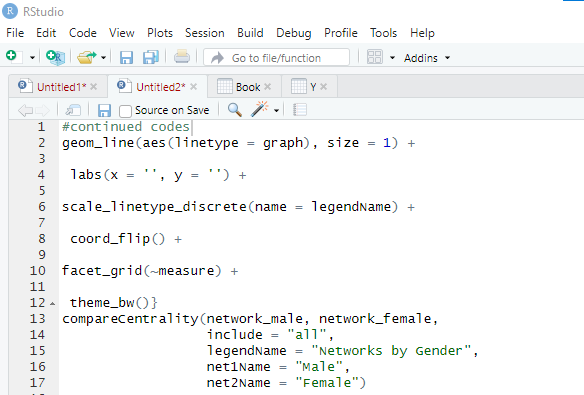 RStudio
File Edit Code View Plots Session Build Debug Profile Tools Help
Go to file/function Addins
Untitled1* Untitled2* Book Y
Source on Save
1 #continued codes
2 geom_line(aes(linetype = graph), size = 1) +
3
4 labs(x = '', y = '') +
5
6 scale_linetype_discrete(name = legendName) +
7
8 coord_flip() +
9
10 facet_grid(~measure) +
11
12 theme_bw()}
13 compareCentrality(network_male, network_female,
14 include = "all",
15 legendName = "Networks by Gender",
16 net1Name = "Male",
17 net2Name = "Female")